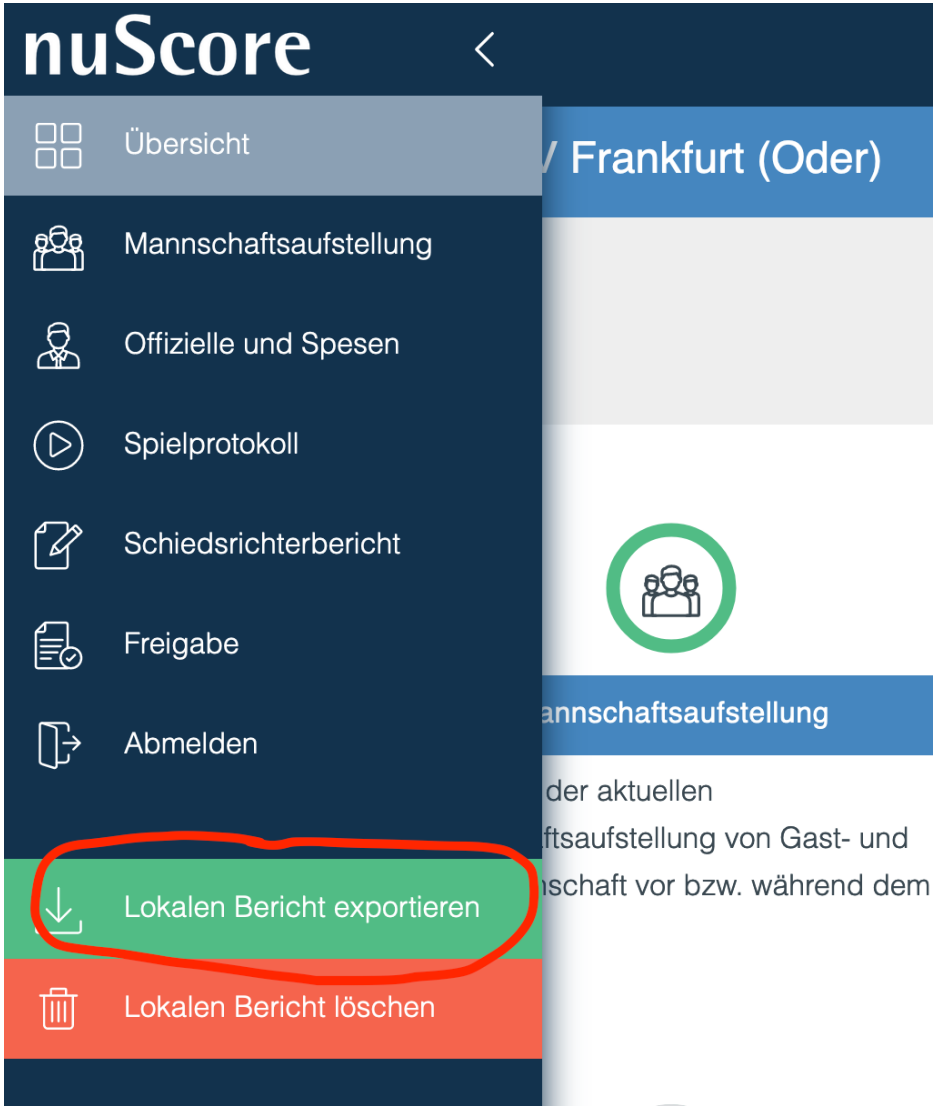 nuScore
Übersicht
Mannschaftsaufstellung
Offizielle und Spesen
Spielprotokoll
Schiedsrichterbericht
Freigabe
Abmelden
Lokalen Bericht exportieren
Lokalen Bericht löschen
Frankfurt (Oder)
annschaftsaufstellung
der aktuellen
ftsaufstellung von Gast- und
nschaft vor bzw. während dem